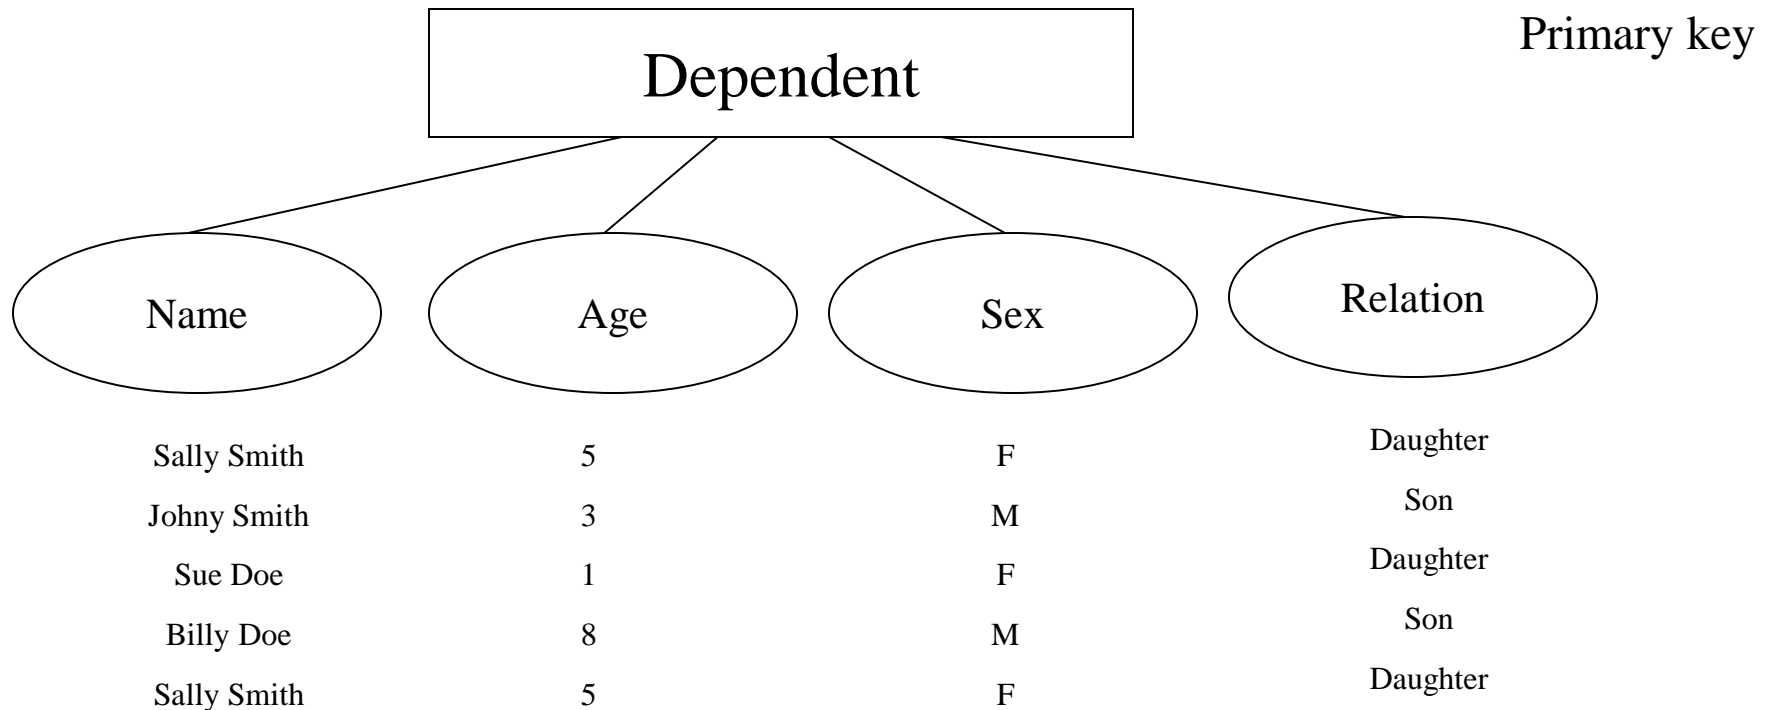 Primary key
Dependent
Name Age Sex Relation
Sally Smith 5 F Daughter
Johny Smith 3 M Son
Sue Doe 1 F Daughter
Billy Doe 8 M Son
Sally Smith 5 F Daughter